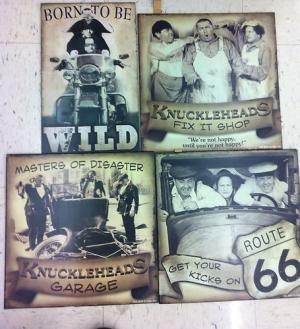 BORN TO BE
WILD
KNUCKLEHEADS
FIX IT SHOP
"We're not happy,
until you're not happy!"
MASTERS OF DISASTER
KNUCKLEHEADS
GARAGE
GET YOUR
KICKS ON
ROUTE
66